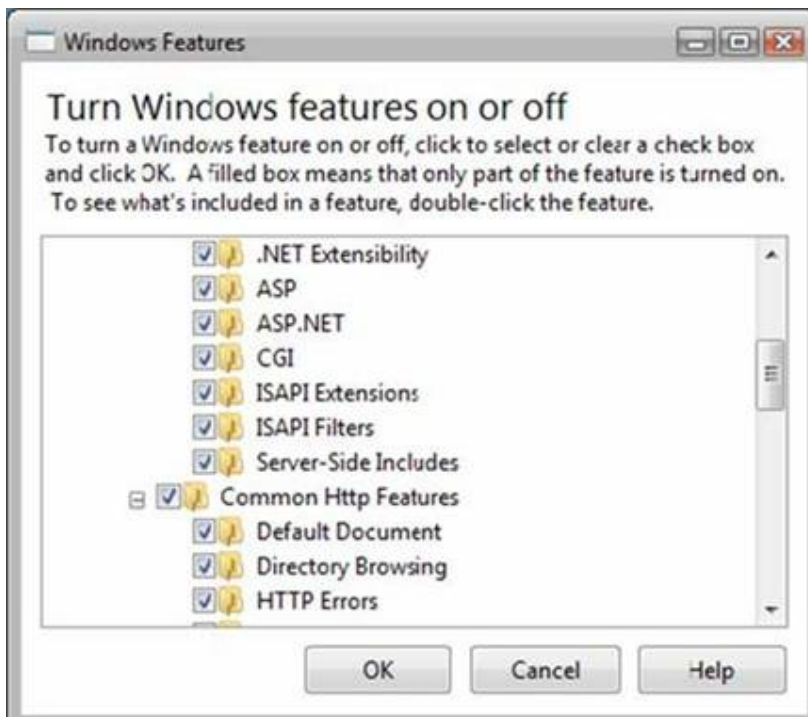 Windows Features
Turn Windows features on or off
To turn a Windows feature on or off, click to select or clear a check box
and click OK. A filled box means that only part of the feature is turned on.
To see what's included in a feature, double-click the feature.
.NET Extensibility
ASP
ASP.NET
CGI
ISAPI Extensions
ISAPI Filters
Server-Side Includes
Common Http Features
Default Document
Directory Browsing
HTTP Errors
OK
Cancel
Help